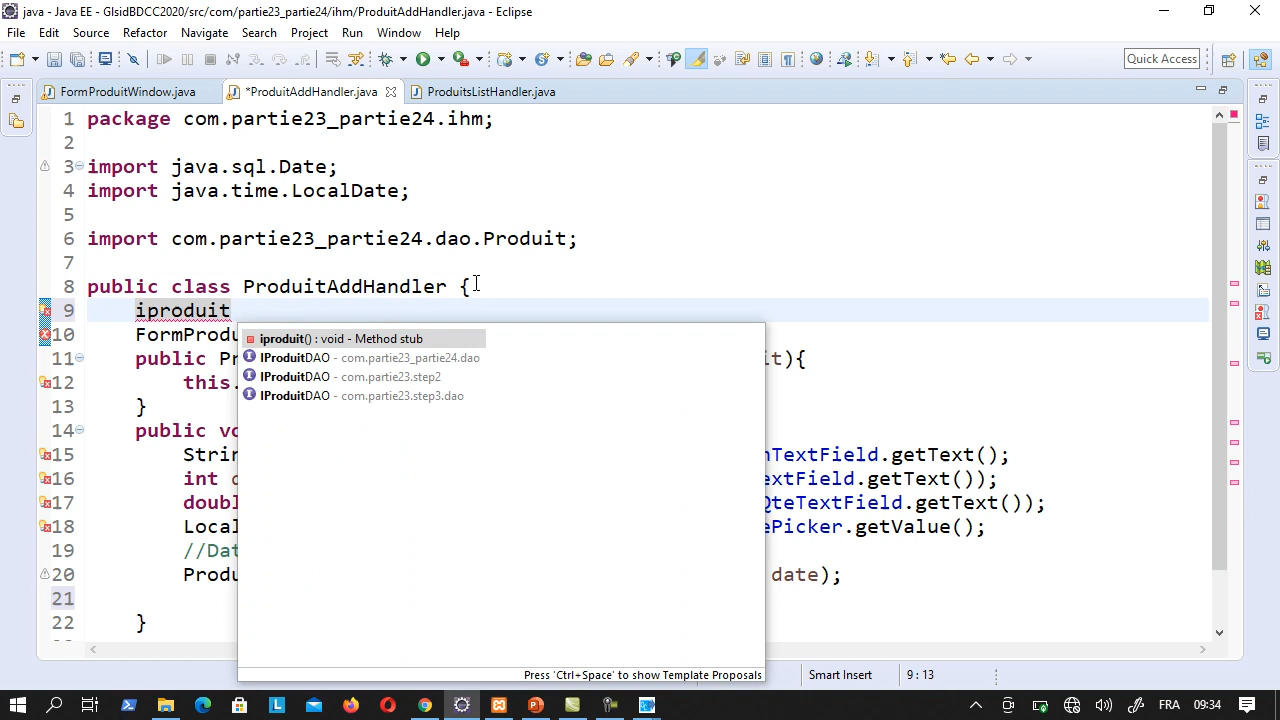 java - Java EE - GlsidBDCC2020/src/com/partie23_partie24/ihm/ProduitAddHandler.java - Eclipse
File Edit Source Refactor Navigate Search Project Run Window Help
Quick Access
FormProduitWindow.java *ProduitAddHandler.java ProduitsListHandler.java
1 package com.partie23_partie24.ihm;
2
3 import java.sql.Date;
4 import java.time.LocalDate;
5
6 import com.partie23_partie24.dao.Produit;
7
8 public class ProduitAddHandler {
9 iproduit
10 FormProdu
11 public Pr it){
12 this.
13 }
14 public vo
15 Strin nTextField.getText();
16 int extField.getText());
17 doubl QteTextField.getText());
18 Local ePicker.getValue();
19 //Dat
20 Produ date);
21
22 }
iproduit() : void - Method stub
IProduitDAO - com.partie23_partie24.dao
IProduitDAO - com.partie23.step2
IProduitDAO - com.partie23.step3.dao
Press 'Ctrl+Space' to show Template Proposals
Smart Insert 9 : 13
FRA 09:34